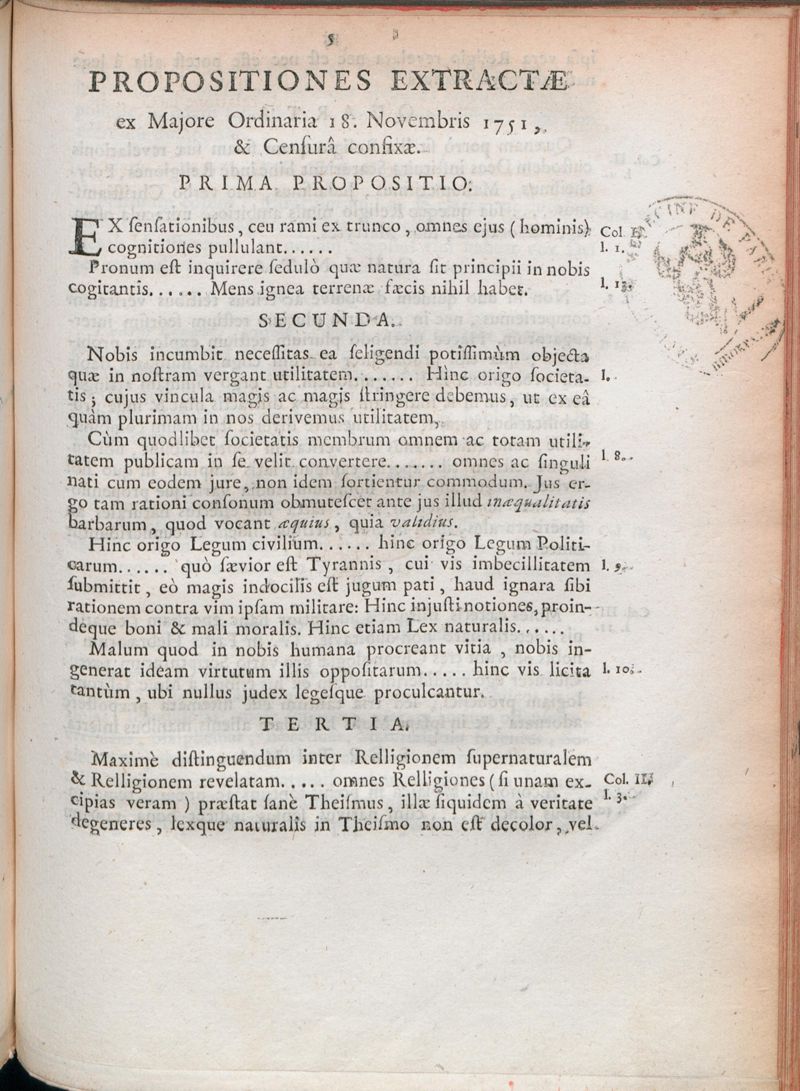 5
PROPOSITIONES EXTRACTÆ
ex Majore Ordinaria 18. Novembris 1751,
& Cenſurâ confixæ.
PRIMA PROPOSITIO.
EX ſenſationibus, ceu rami ex trunco, omnes ejus (hominis)
Col. I.
cognitiones pullulant......
l. 1.
Pronum eſt inquirere ſedulò quæ natura ſit principii in nobis
cogitantis...... Mens ignea terrenæ fæcis nihil habet.
l. 13.
SECUNDA.
Nobis incumbit neceſſitas ea ſeligendi potiſſimùm objecta
quæ in noſtram vergant utilitatem....... Hinc origo ſocieta-
l.
tis; cujus vincula magis ac magis ſtringere debemus, ut ex eâ
quàm plurimam in nos derivemus utilitatem,
Cùm quodlibet ſocietatis membrum omnem ac totam utili-
tatem publicam in ſe velit convertere....... omnes ac ſinguli
l. 8.
nati cum eodem jure, non idem ſortientur commodum. Jus er-
go tam rationi conſonum obmuteſcet ante jus illud inæqualitatis
barbarum, quod vocant æquius, quia validius.
Hinc origo Legum civilium...... hinc origo Legum Politi-
carum...... quò ſævior eſt Tyrannis, cui vis imbecillitatem
l. 9.
ſubmittit, eò magis indocilis eſt jugum pati, haud ignara ſibi
rationem contra vim ipſam militare: Hinc injuſti notiones, proin-
deque boni & mali moralis. Hinc etiam Lex naturalis......
Malum quod in nobis humana procreant vitia, nobis in-
generat ideam virtutum illis oppoſitarum..... hinc vis licita
l. 10.
tantùm, ubi nullus judex legeſque proculcantur.
TERTIA.
Maximè diſtinguendum inter Relligionem ſupernaturalem
& Relligionem revelatam..... omnes Relligiones (ſi unam ex-
Col. II.
cipias veram) præſtat ſanè Theiſmus, illæ ſiquidem à veritate
l. 3.
degeneres, lexque naturalis in Theiſmo non eſt decolor, vel
DE PARIS